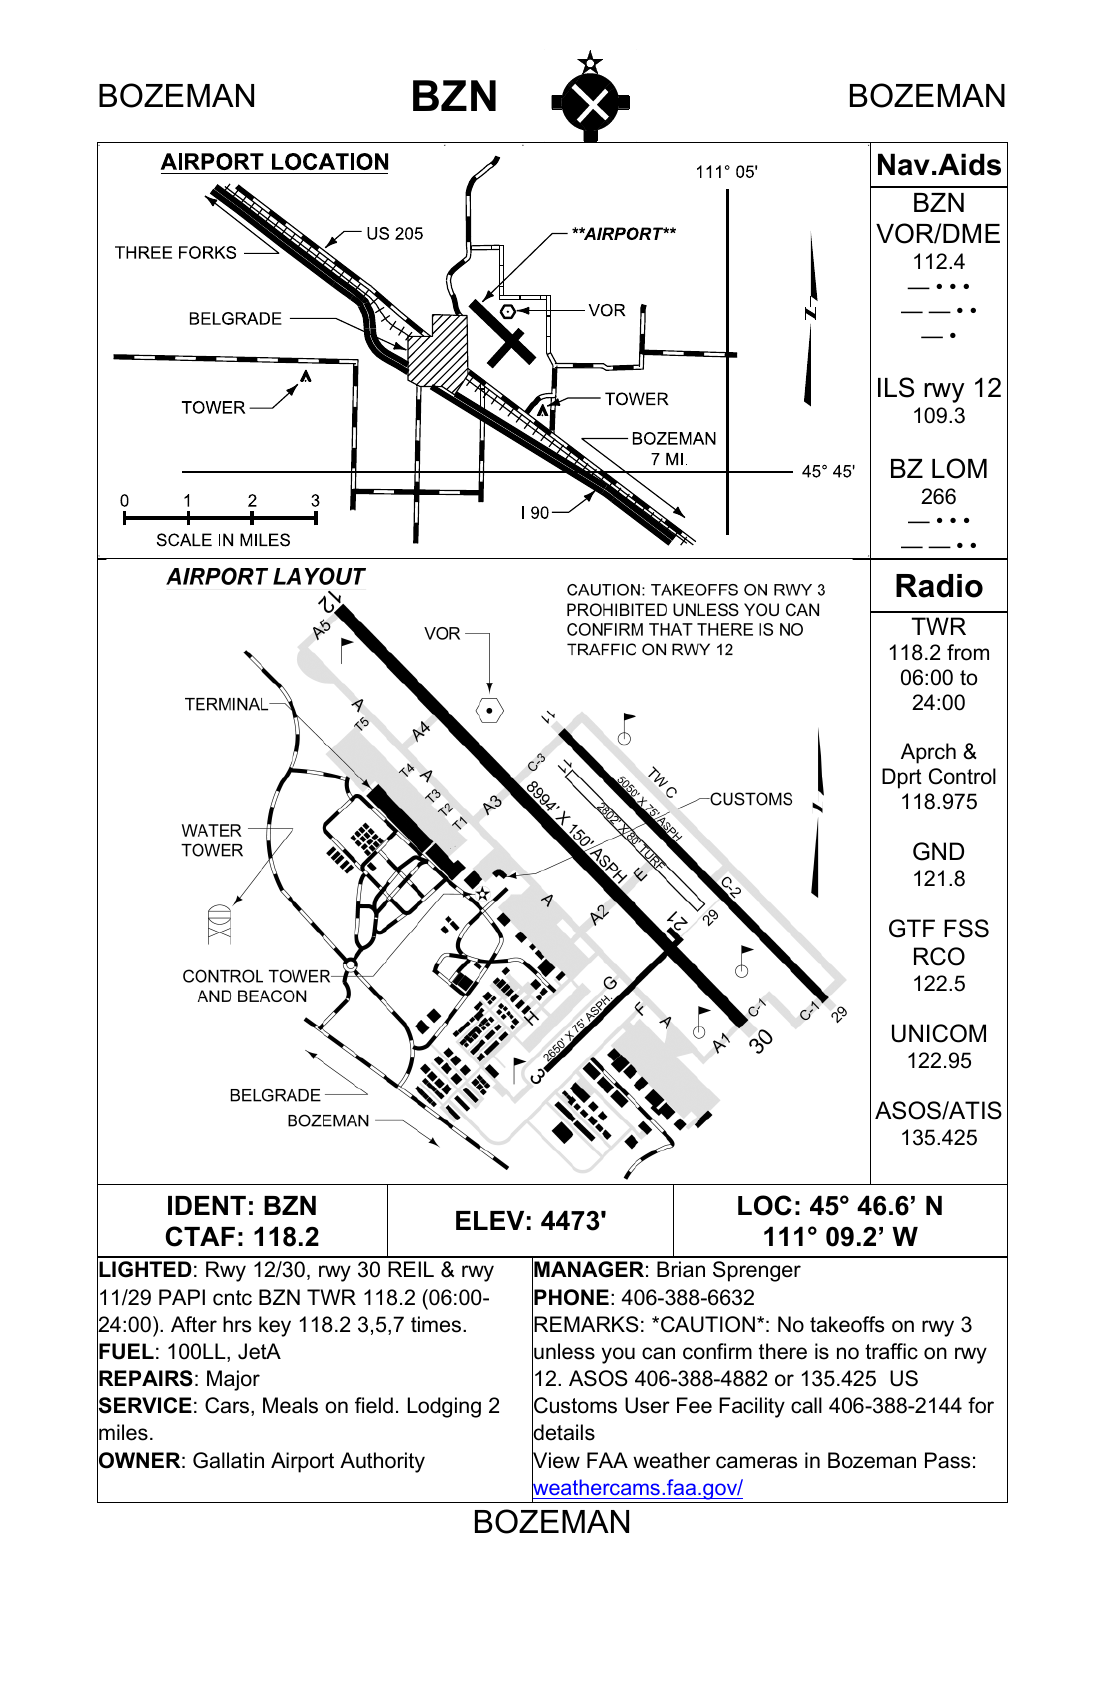 BOZEMAN BZN BOZEMAN
AIRPORT LOCATION
111° 05'
US 205
**AIRPORT**
THREE FORKS
BELGRADE
VOR
N
TOWER
TOWER
BOZEMAN
7 MI.
45° 45'
0 1 2 3
I 90
SCALE IN MILES
Nav.Aids
BZN
VOR/DME
112.4
— • • •
— — • •
— •
ILS rwy 12
109.3
BZ LOM
266
— • • •
— — • •
AIRPORT LAYOUT
CAUTION: TAKEOFFS ON RWY 3
PROHIBITED UNLESS YOU CAN
CONFIRM THAT THERE IS NO
TRAFFIC ON RWY 12
12
A5
VOR
TERMINAL
A
T5
A4
11
C-3
11
TW C
T4
A
T3
T2
T1
A3
8994' X 150' ASPH
5050' X 75' ASPH
2802' X 80' TURF
CUSTOMS
WATER
TOWER
E
C-2
A
A2
21
29
CONTROL TOWER
AND BEACON
G
H
2650' X 75' ASPH.
F
A
A1
C-1
30
C-1
29
3
BELGRADE
BOZEMAN
Radio
TWR
118.2 from
06:00 to
24:00
Aprch &
Dprt Control
118.975
GND
121.8
GTF FSS
RCO
122.5
UNICOM
122.95
ASOS/ATIS
135.425
IDENT: BZN
CTAF: 118.2
ELEV: 4473'
LOC: 45° 46.6’ N
111° 09.2’ W
LIGHTED: Rwy 12/30, rwy 30 REIL & rwy
11/29 PAPI cntc BZN TWR 118.2 (06:00-
24:00). After hrs key 118.2 3,5,7 times.
FUEL: 100LL, JetA
REPAIRS: Major
SERVICE: Cars, Meals on field. Lodging 2
miles.
OWNER: Gallatin Airport Authority
MANAGER: Brian Sprenger
PHONE: 406-388-6632
REMARKS: *CAUTION*: No takeoffs on rwy 3
unless you can confirm there is no traffic on rwy
12. ASOS 406-388-4882 or 135.425 US
Customs User Fee Facility call 406-388-2144 for
details
View FAA weather cameras in Bozeman Pass:
weathercams.faa.gov/
BOZEMAN